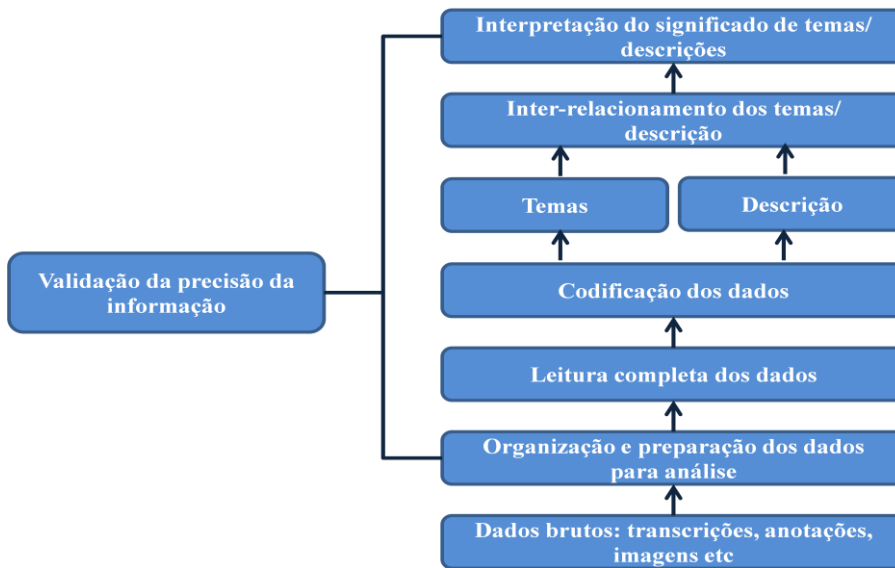 Interpretação do significado de temas/
descrições
Inter-relacionamento dos temas/
descrição
Temas
Descrição
Validação da precisão da
informação
Codificação dos dados
Leitura completa dos dados
Organização e preparação dos dados
para análise
Dados brutos: transcrições, anotações,
imagens etc